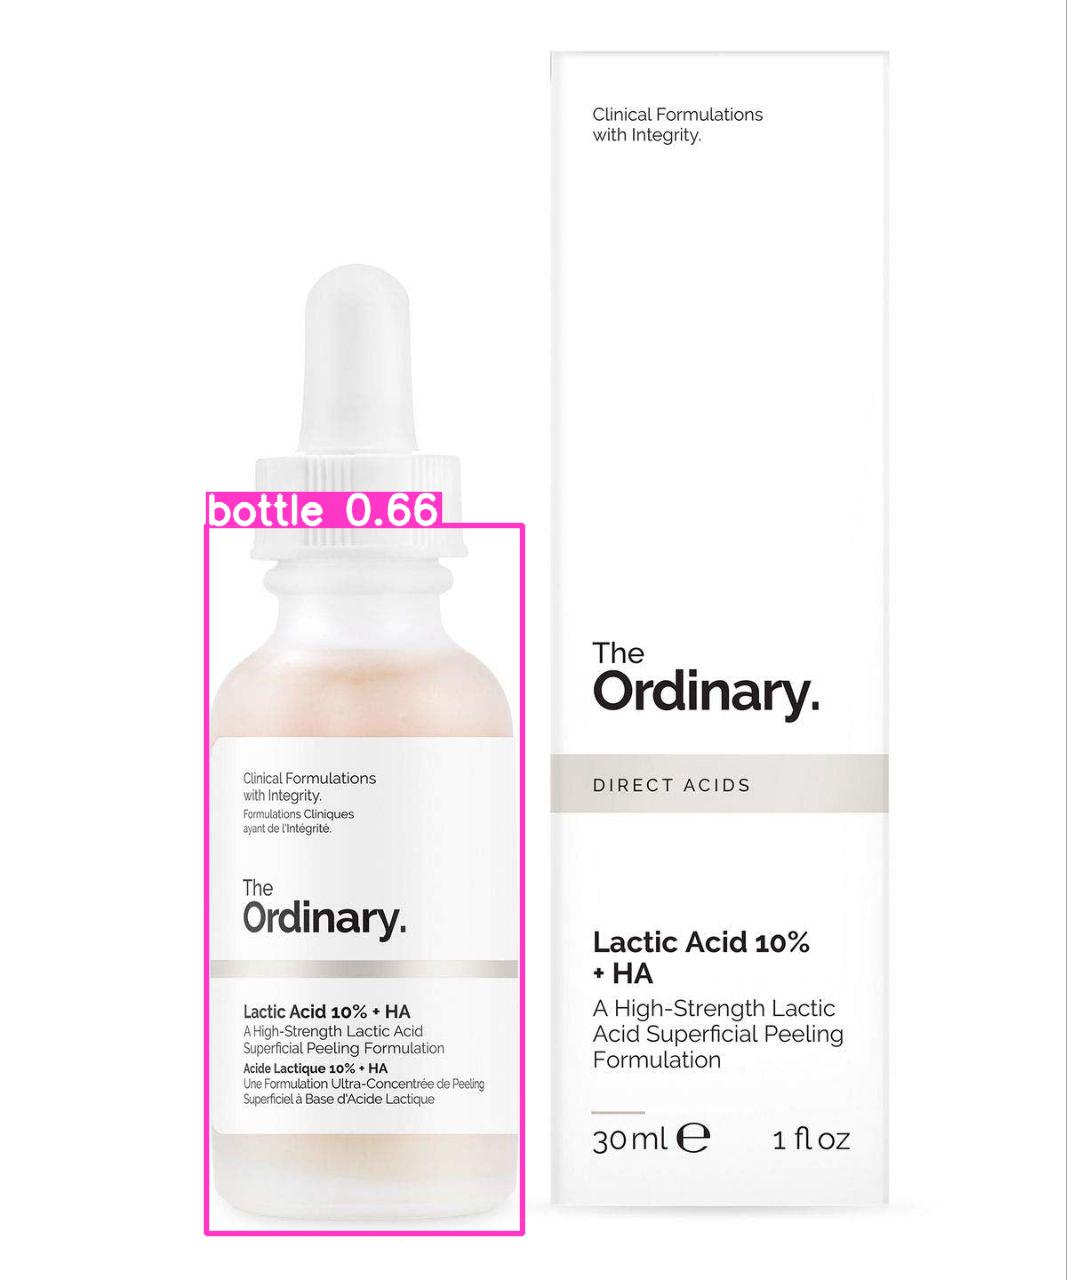 bottle 0.66
Clinical Formulations
with Integrity.
Formulations Cliniques
ayant de l'Intégrité.
The
Ordinary.
Lactic Acid 10% + HA
A High-Strength Lactic Acid
Superficial Peeling Formulation
Acide Lactique 10% + HA
Une Formulation Ultra-Concentrée de Peeling
Superficiel à Base d'Acide Lactique
Clinical Formulations
with Integrity.
The
Ordinary.
DIRECT ACIDS
Lactic Acid 10%
+ HA
A High-Strength Lactic
Acid Superficial Peeling
Formulation
30 ml ℮ 1 fl oz